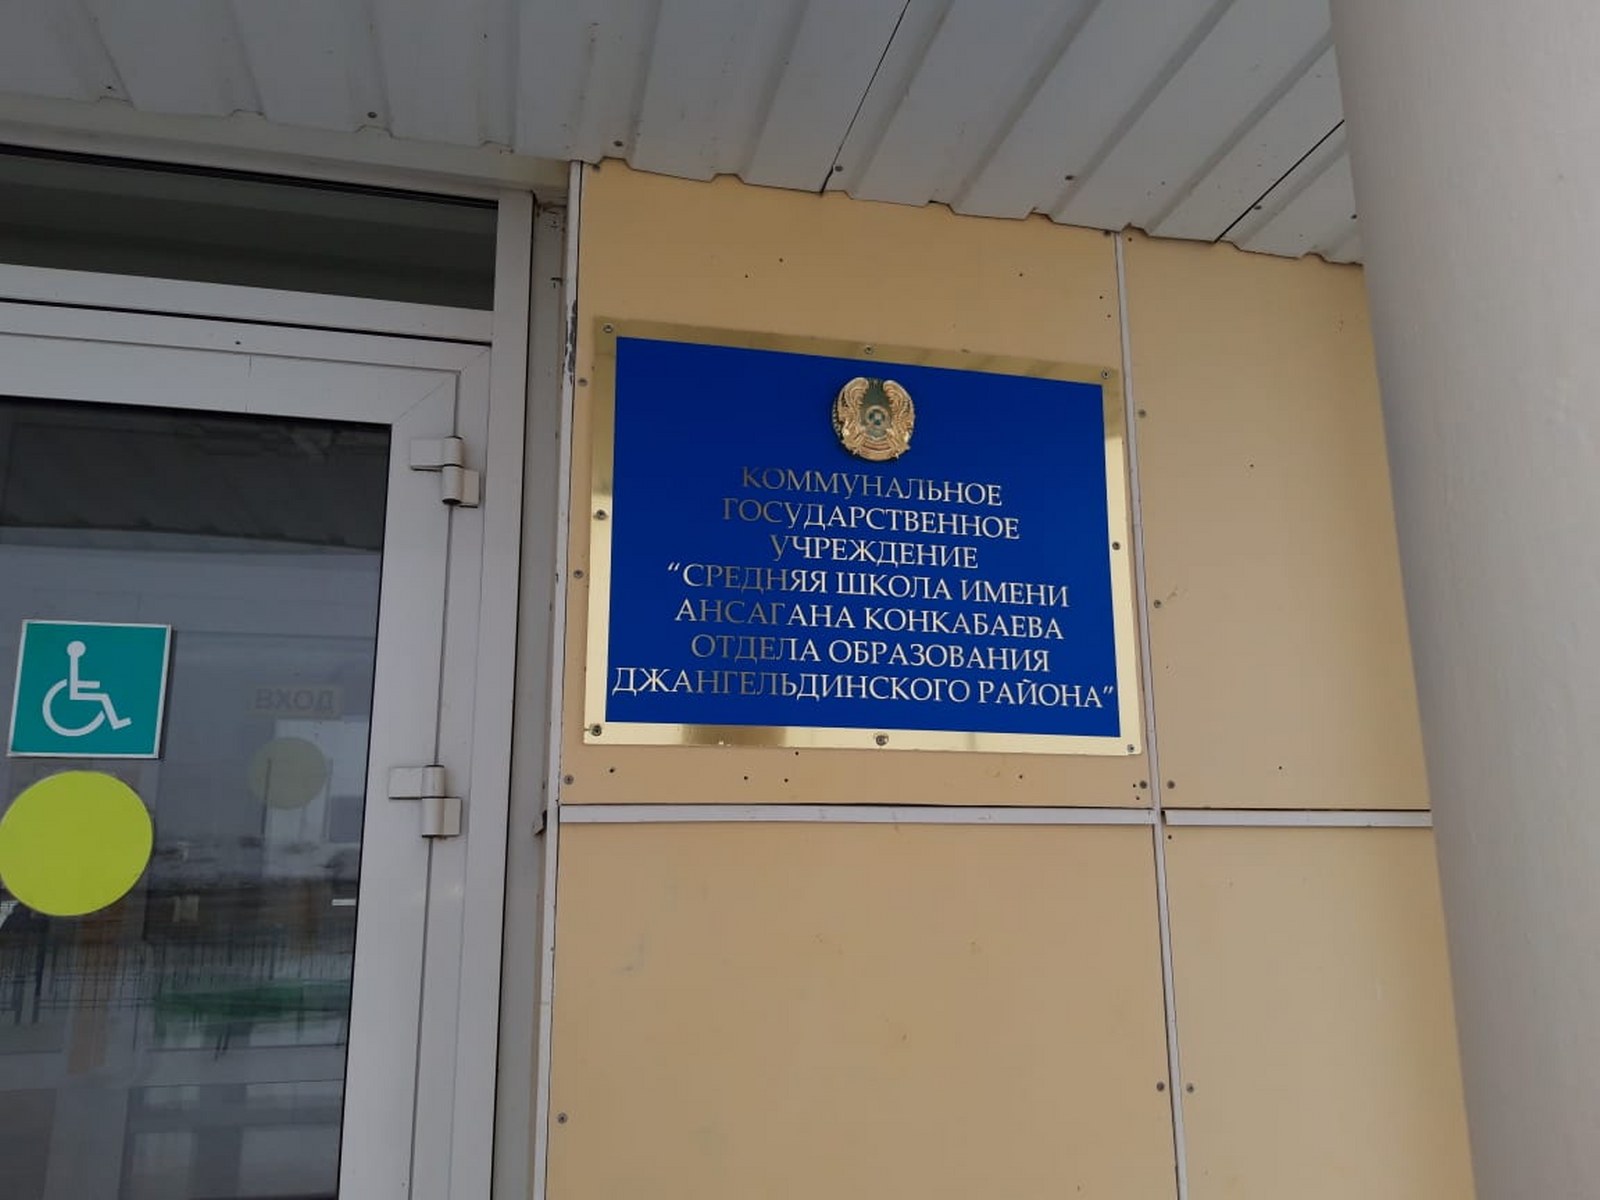 КОММУНАЛЬНОЕ
ГОСУДАРСТВЕННОЕ
УЧРЕЖДЕНИЕ
“СРЕДНЯЯ ШКОЛА ИМЕНИ
АНСАГАНА КОНКАБАЕВА
ОТДЕЛА ОБРАЗОВАНИЯ
ДЖАНГЕЛЬДИНСКОГО РАЙОНА”
ВХОД